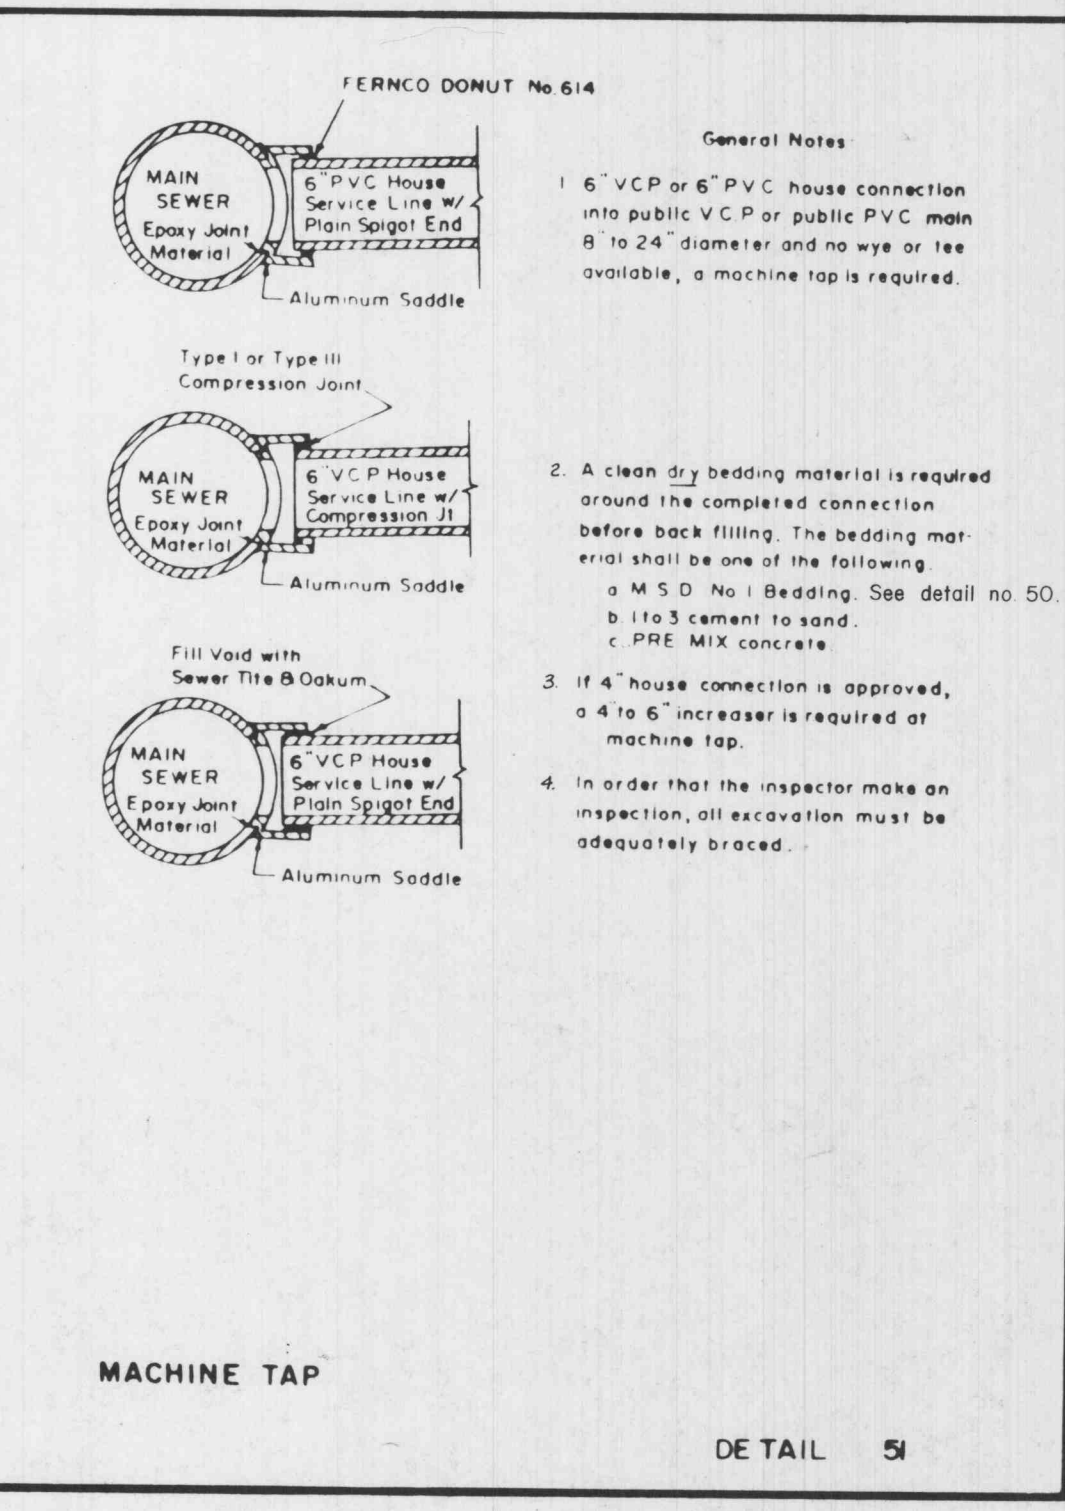 FERNCO DONUT No. 614
MAIN
SEWER
Epoxy Joint
Material
6" PVC House
Service Line w/
Plain Spigot End
Aluminum Saddle
Type I or Type III
Compression Joint
MAIN
SEWER
Epoxy Joint
Material
6" VCP House
Service Line w/
Compression Jt
Aluminum Saddle
Fill Void with
Sewer Tite & Oakum
MAIN
SEWER
Epoxy Joint
Material
6" VCP House
Service Line w/
Plain Spigot End
Aluminum Saddle
General Notes
1 6" VCP or 6" PVC house connection
into public V C P or public PVC main
8" to 24" diameter and no wye or tee
available, a machine tap is required.
2. A clean dry bedding material is required
around the completed connection
before back filling. The bedding mat-
erial shall be one of the following.
a M S D No 1 Bedding. See detail no. 50.
b. 1 to 3 cement to sand.
c. PRE MIX concrete.
3. If 4" house connection is approved,
a 4" to 6" increaser is required at
machine tap.
4. In order that the inspector make an
inspection, all excavation must be
adequately braced.
MACHINE TAP
DETAIL 51